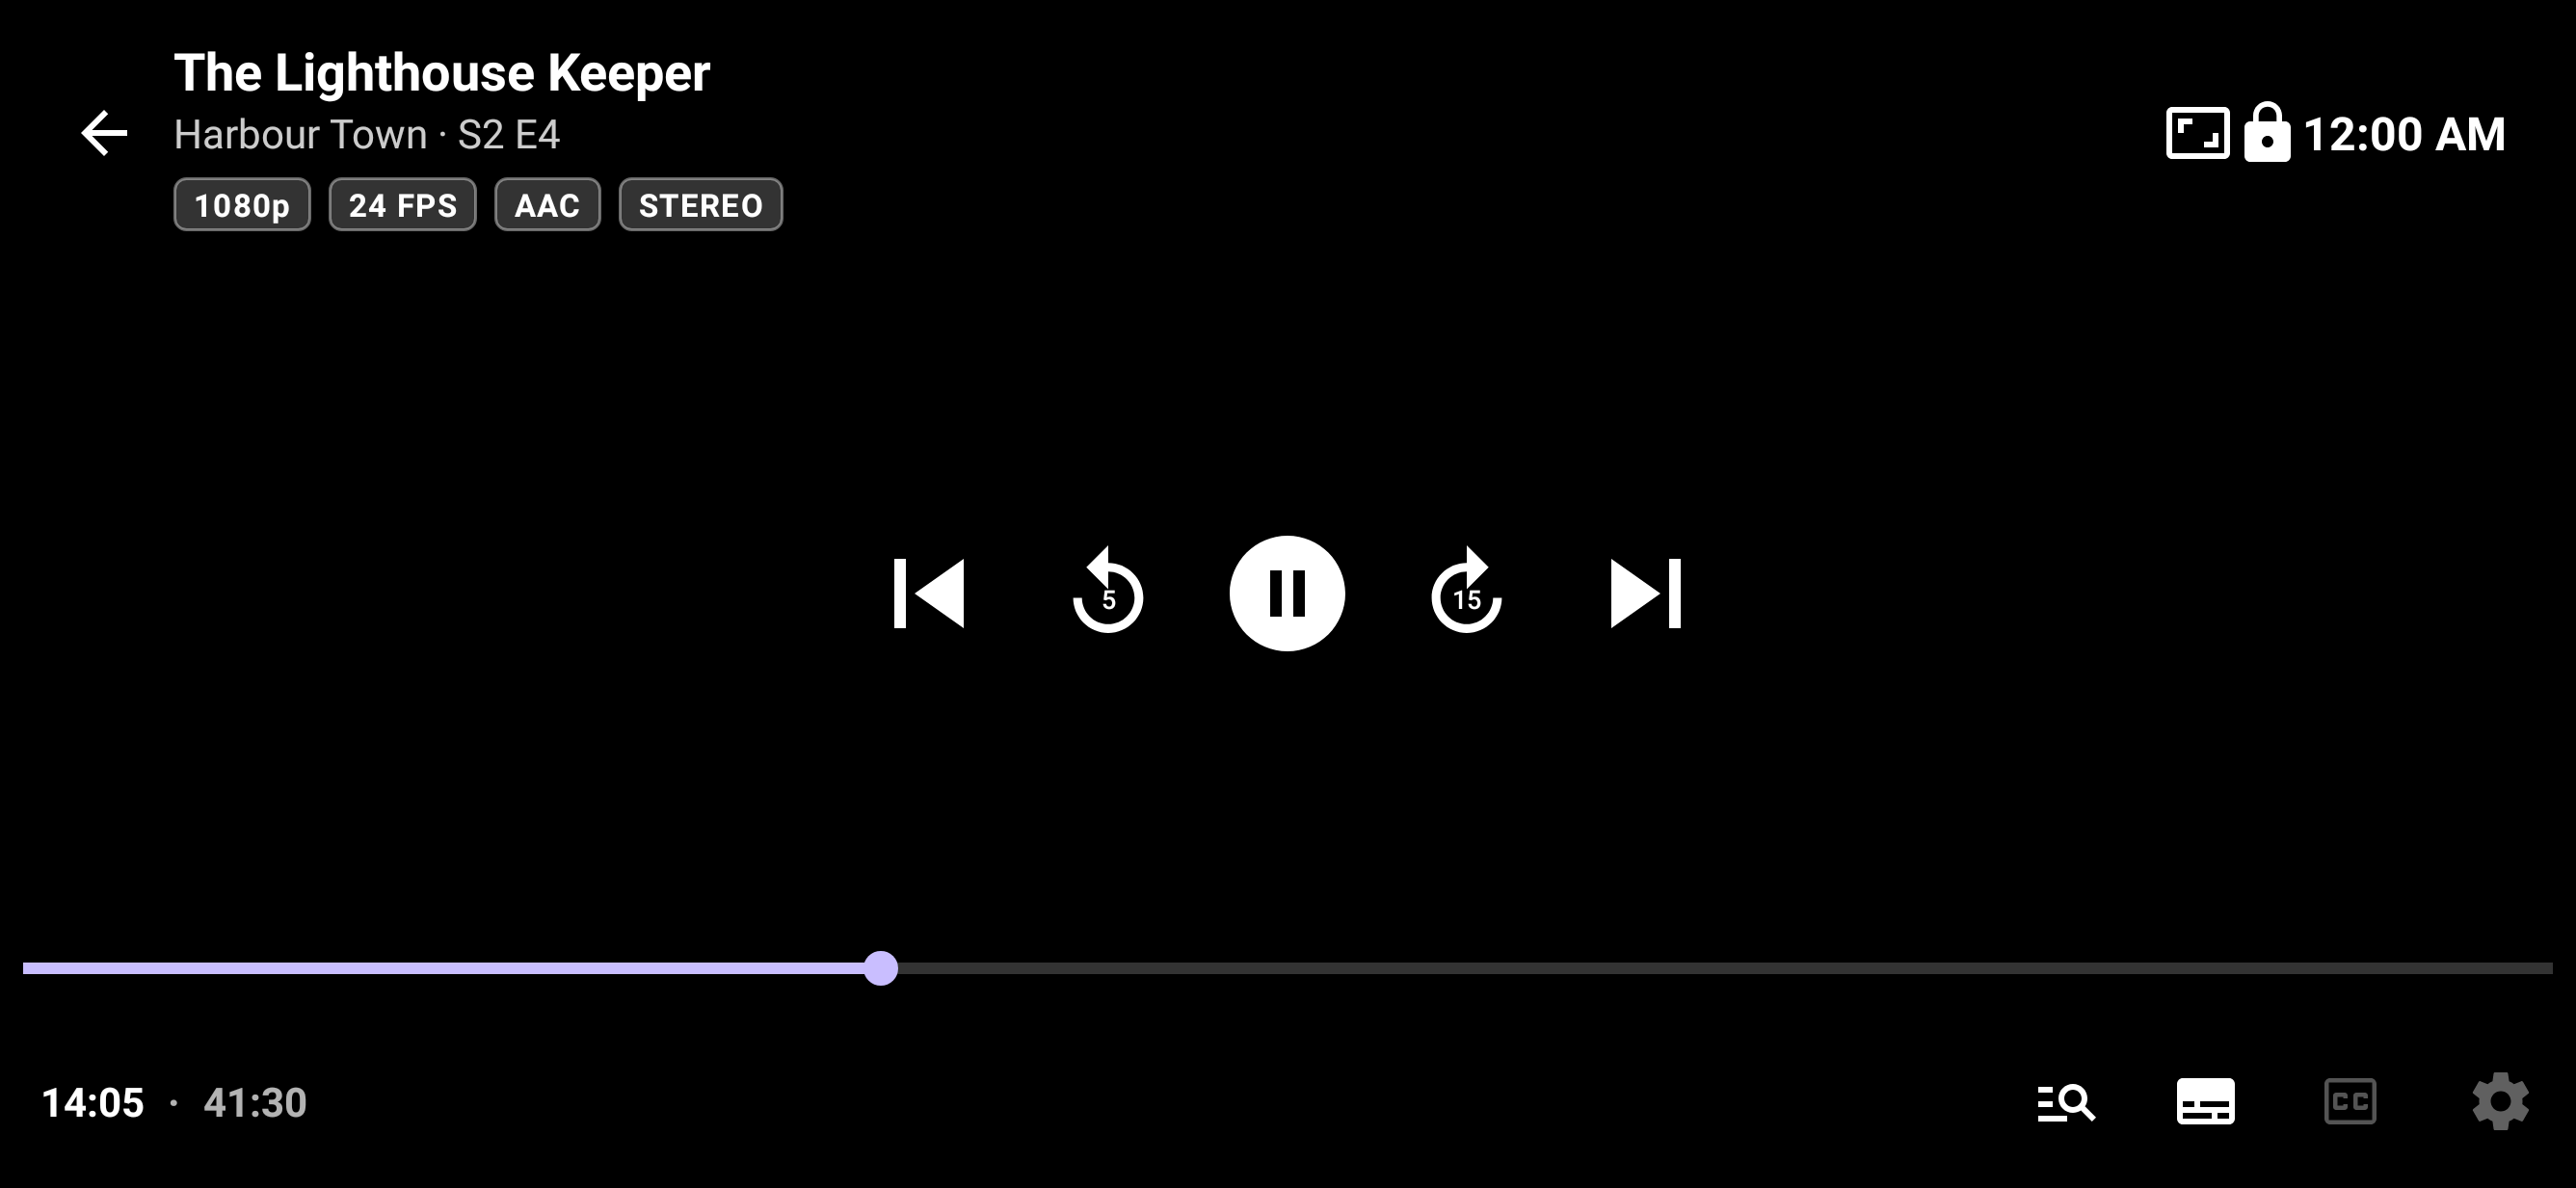 The Lighthouse Keeper
Harbour Town · S2 E4
12:00 AM
1080p 24 FPS AAC STEREO
5 15
14:05 · 41:30
CC